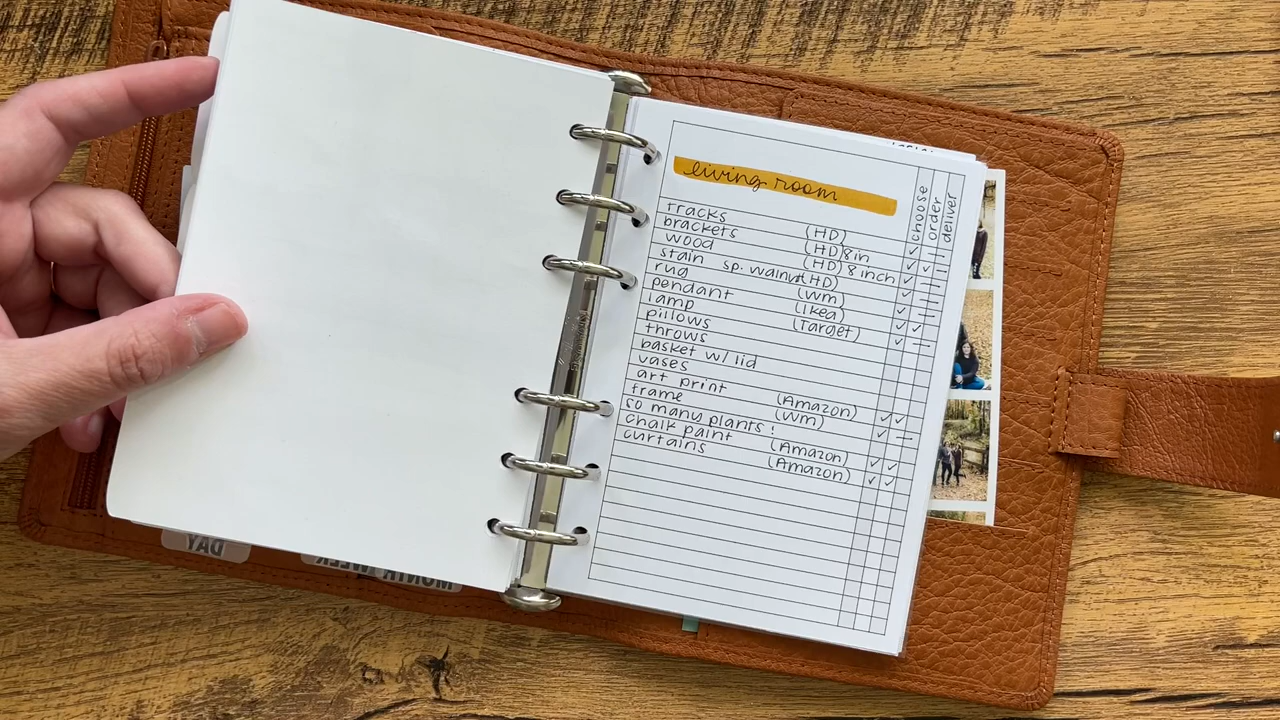 living room
choose
order
deliver
tracks (HD)
brackets (HD) 8in
wood (HD) 8 inch
stain sp. walnut (HD)
rug (Wm)
pendant (Ikea)
lamp (Target)
pillows
throws
basket w/ lid
vases
art print (Amazon)
frame (Wm)
so many plants!
chalk paint (Amazon)
curtains (Amazon)
DAY
WEEK
MONTH